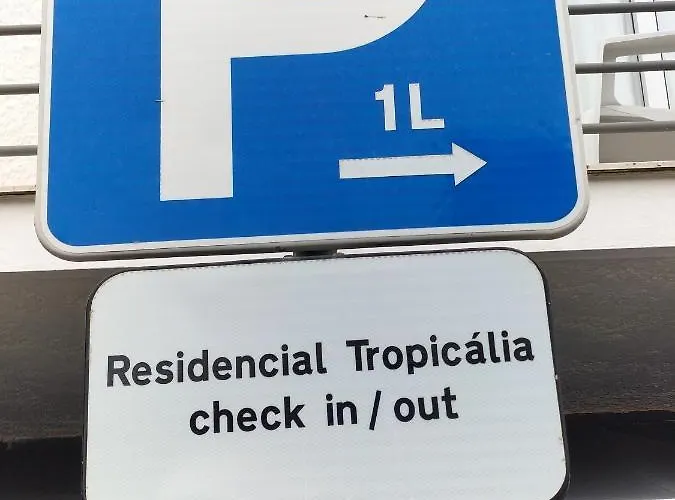 P
1L
Residencial Tropicália
check in / out